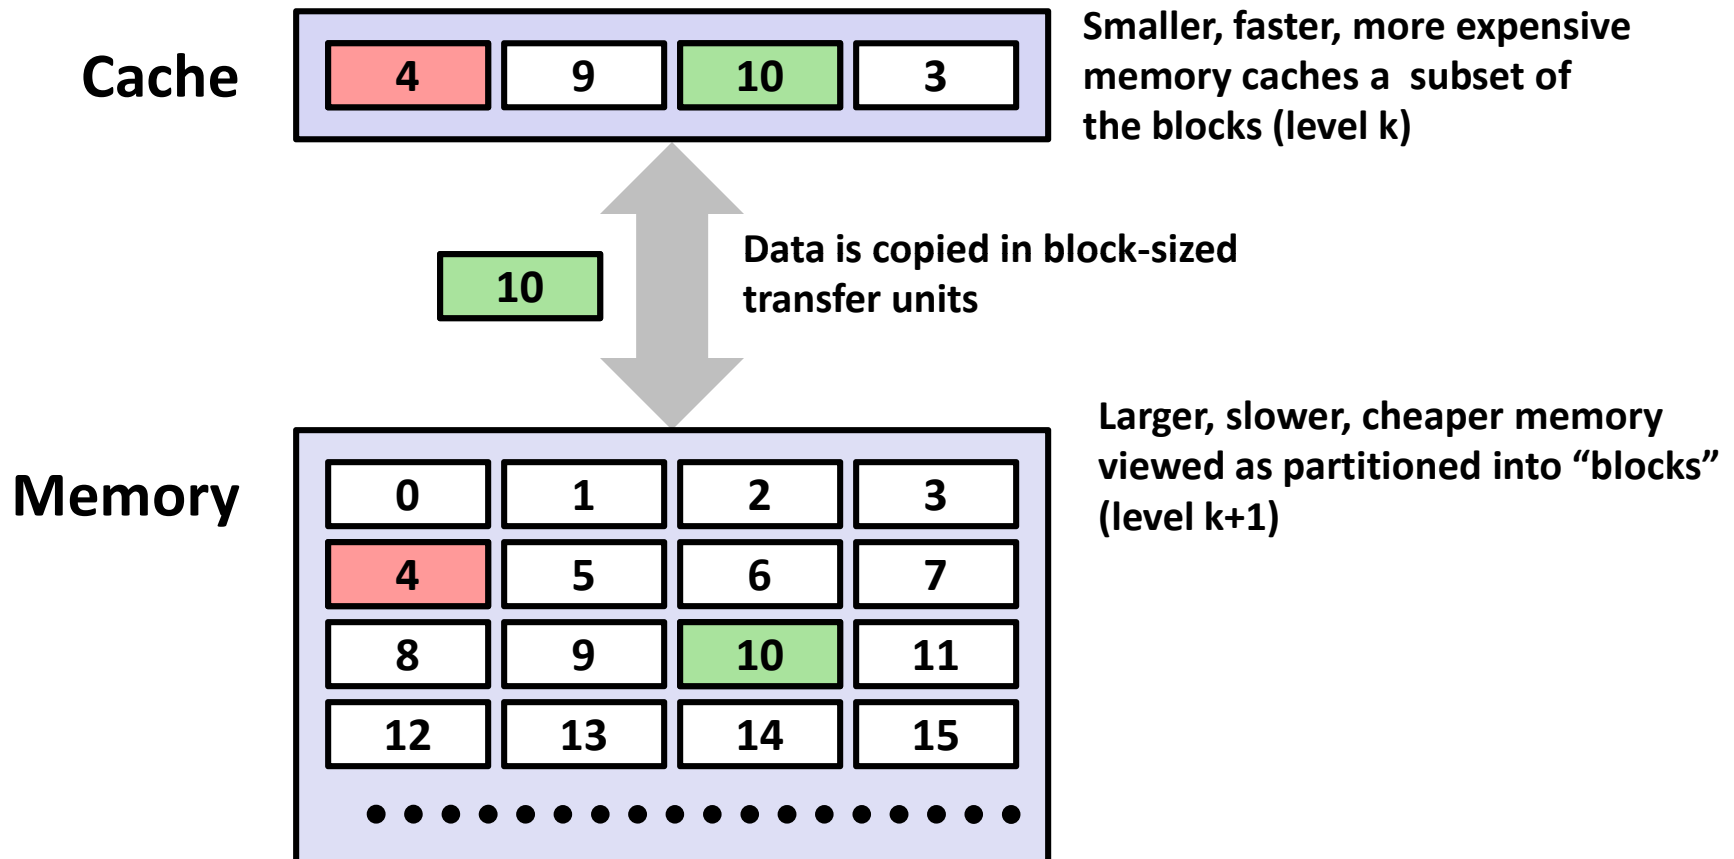 Cache
4 9 10 3
Smaller, faster, more expensive
memory caches a  subset of
the blocks (level k)
10
Data is copied in block-sized
transfer units
Memory
0 1 2 3
4 5 6 7
8 9 10 11
12 13 14 15
Larger, slower, cheaper memory
viewed as partitioned into “blocks”
(level k+1)